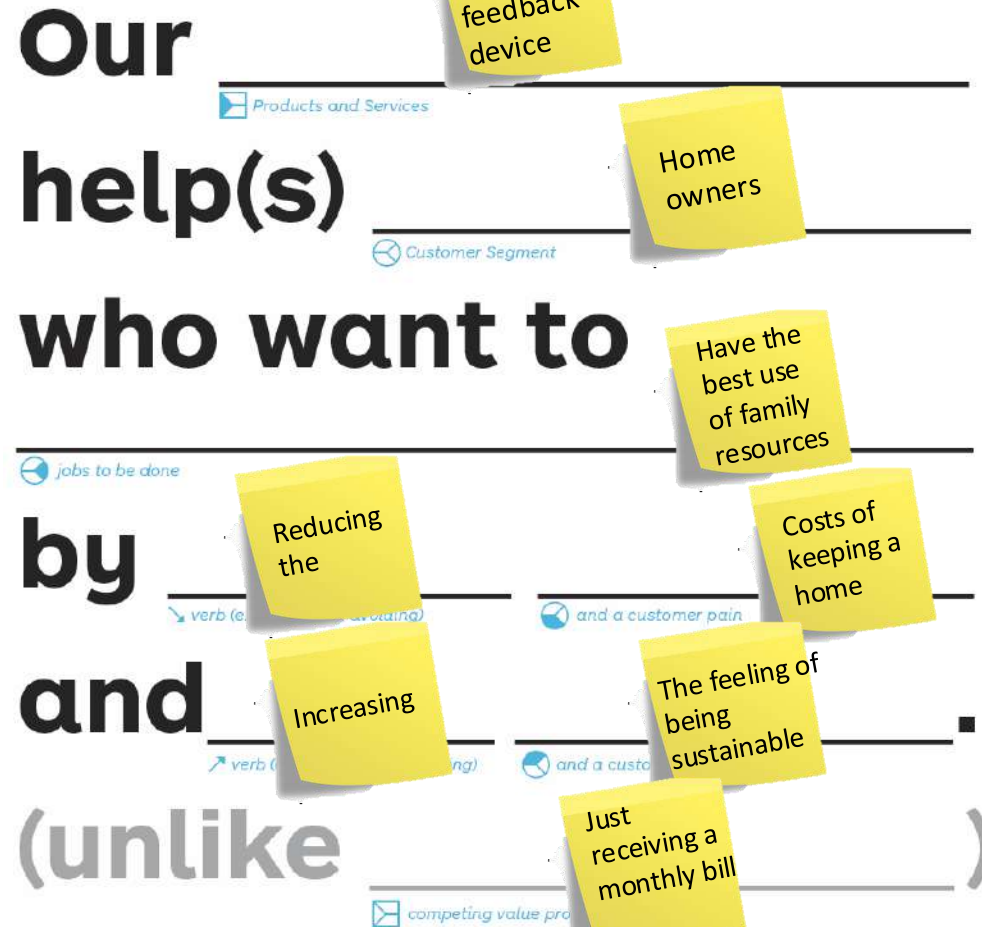 feedback
device
Our
Products and Services
Home
owners
help(s)
Customer Segment
who want to
Have the
best use
of family
resources
jobs to be done
by
Reducing
the
Costs of
keeping a
home
verb (e. avoiding)
and a customer pain
and
Increasing
The feeling of
being
sustainable
.
verb ( ng)
and a custo
(unlike
Just
receiving a
monthly bill
)
competing value pro